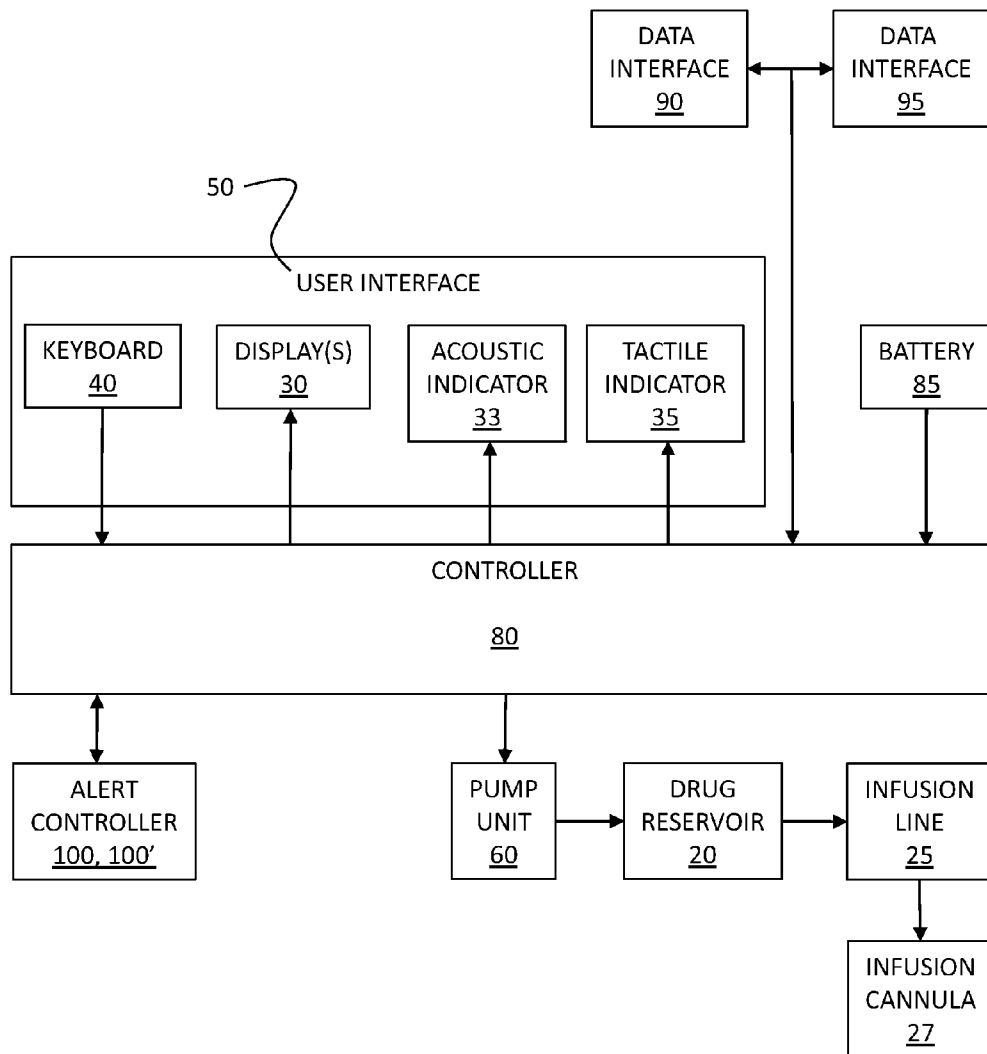 DATA
INTERFACE
90
DATA
INTERFACE
95
50
USER INTERFACE
KEYBOARD
40
DISPLAY(S)
30
ACOUSTIC
INDICATOR
33
TACTILE
INDICATOR
35
BATTERY
85
CONTROLLER
80
ALERT
CONTROLLER
100, 100’
PUMP
UNIT
60
DRUG
RESERVOIR
20
INFUSION
LINE
25
INFUSION
CANNULA
27